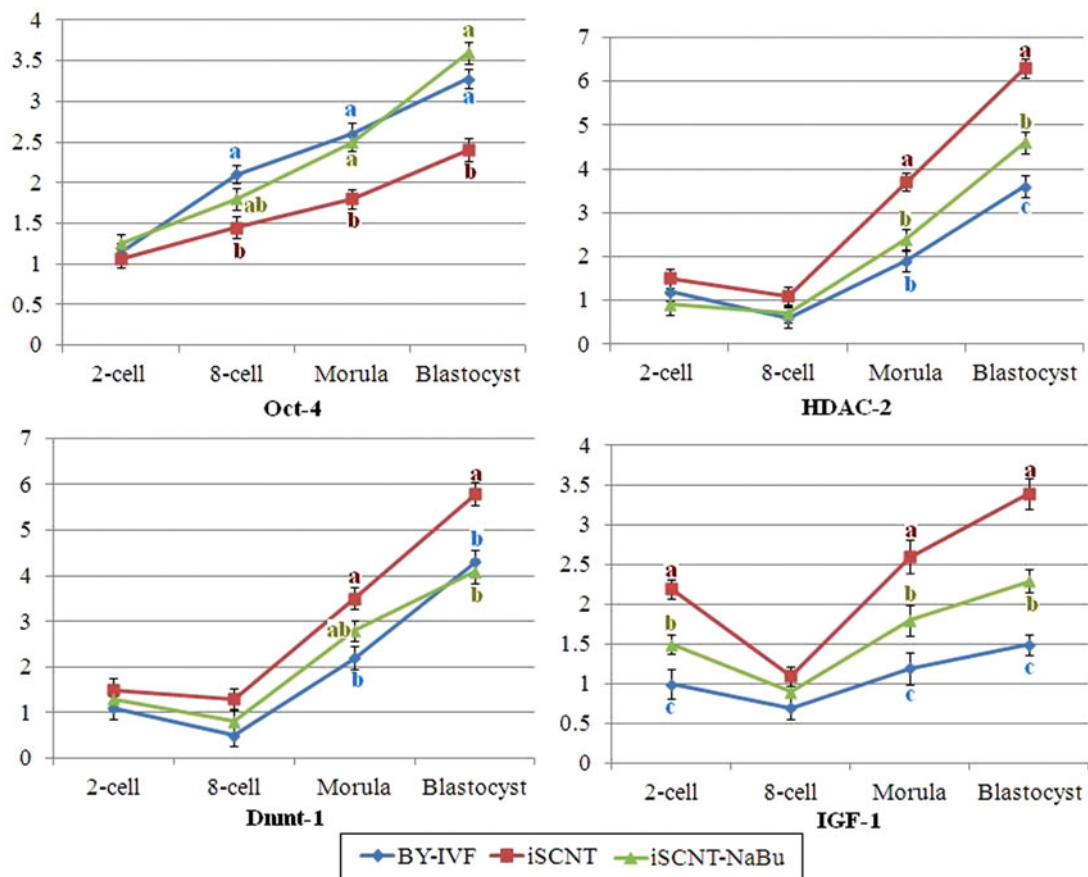 4
3.5
3
2.5
2
1.5
1
0.5
0
a
a
a
a
a
ab
b
b
b
2-cell 8-cell Morula Blastocyst
Oct-4
7
6
5
4
3
2
1
0
a
a
b
b
c
b
2-cell 8-cell Morula Blastocyst
HDAC-2
7
6
5
4
3
2
1
0
a
b
a
b
ab
b
2-cell 8-cell Morula Blastocyst
Dnmt-1
4
3.5
3
2.5
2
1.5
1
0.5
0
a
a
a
b
b
b
c
c
c
2-cell 8-cell Morula Blastocyst
IGF-1
BY-IVF iSCNT iSCNT-NaBu